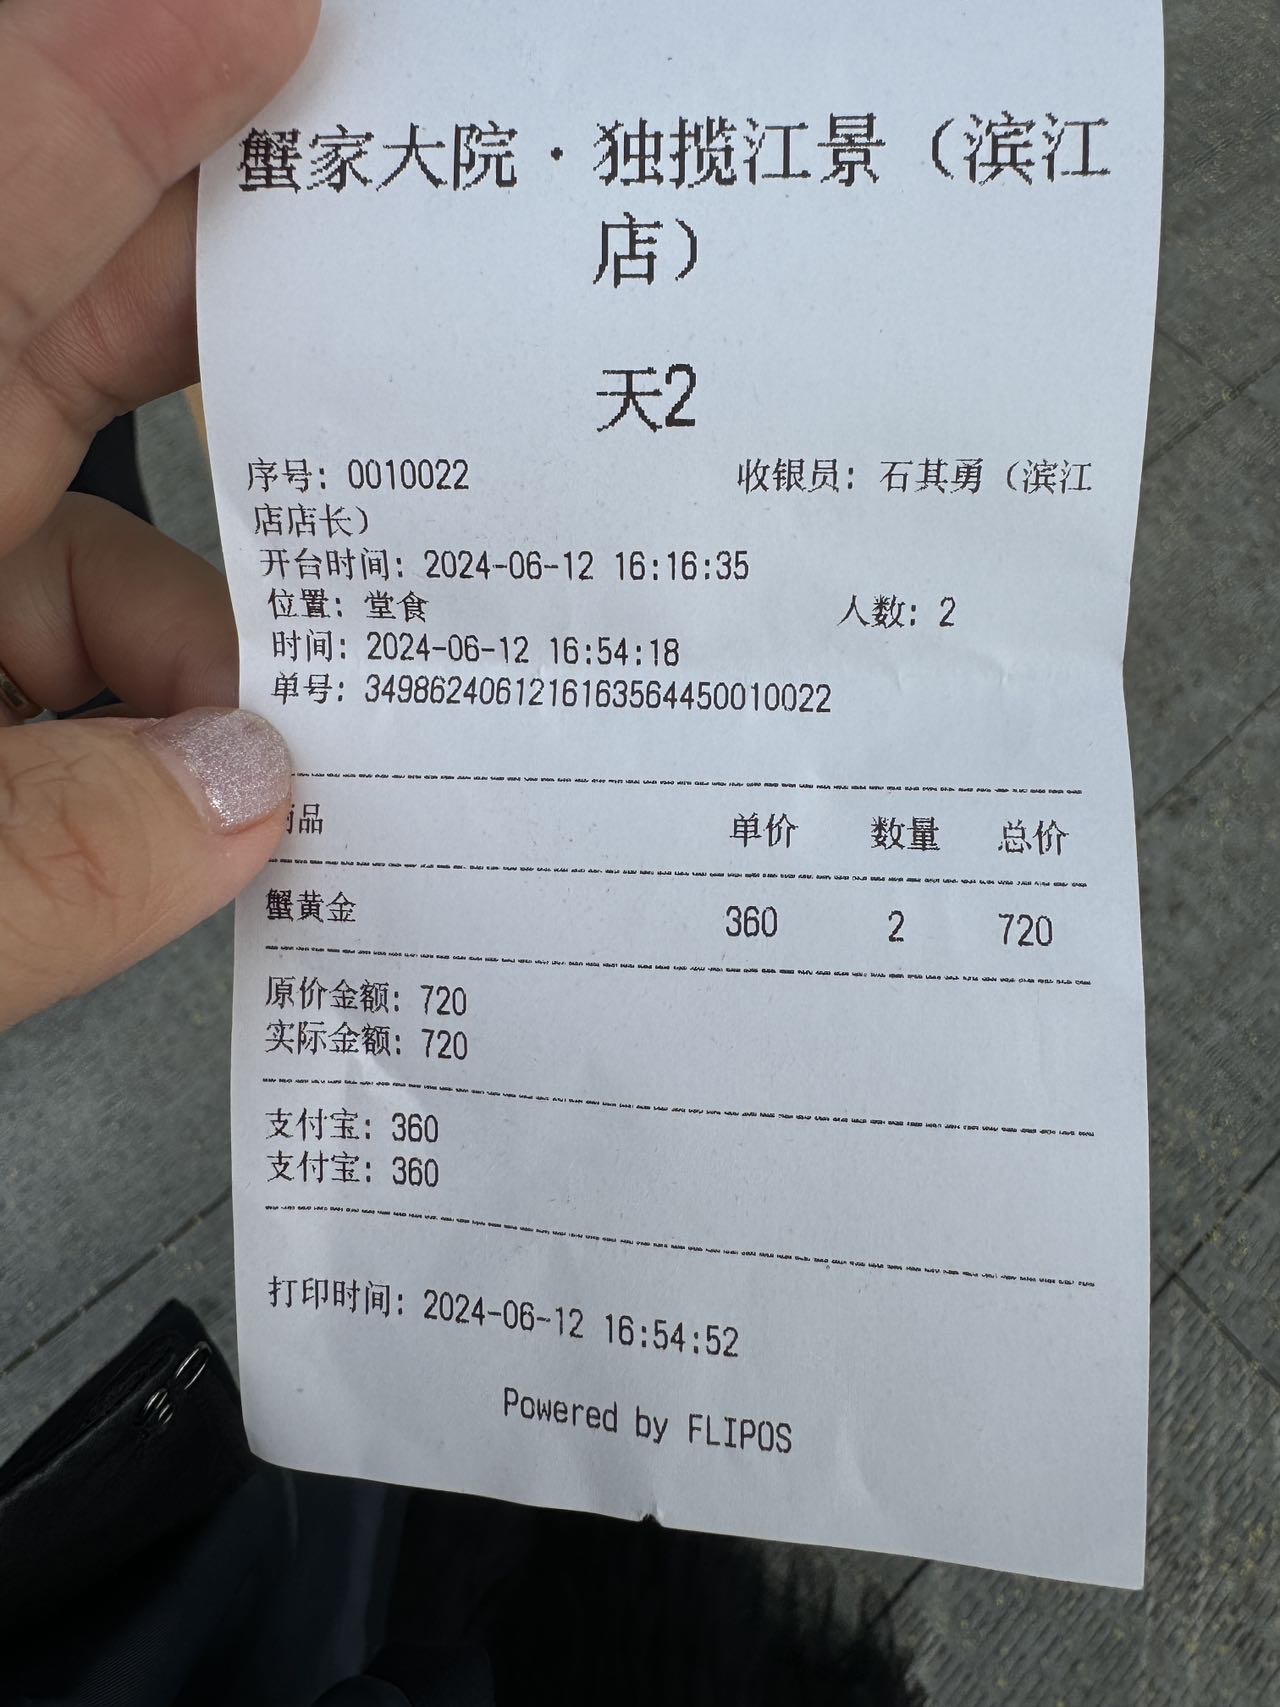 蟹家大院·独揽江景（滨江
店）
天2
序号: 0010022 收银员: 石其勇（滨江
店店长）
开台时间: 2024-06-12 16:16:35
位置: 堂食 人数: 2
时间: 2024-06-12 16:54:18
单号: 3498624061216163564450010022
商品 单价 数量 总价
蟹黄金 360 2 720
原价金额: 720
实际金额: 720
支付宝: 360
支付宝: 360
打印时间: 2024-06-12 16:54:52
Powered by FLIPOS